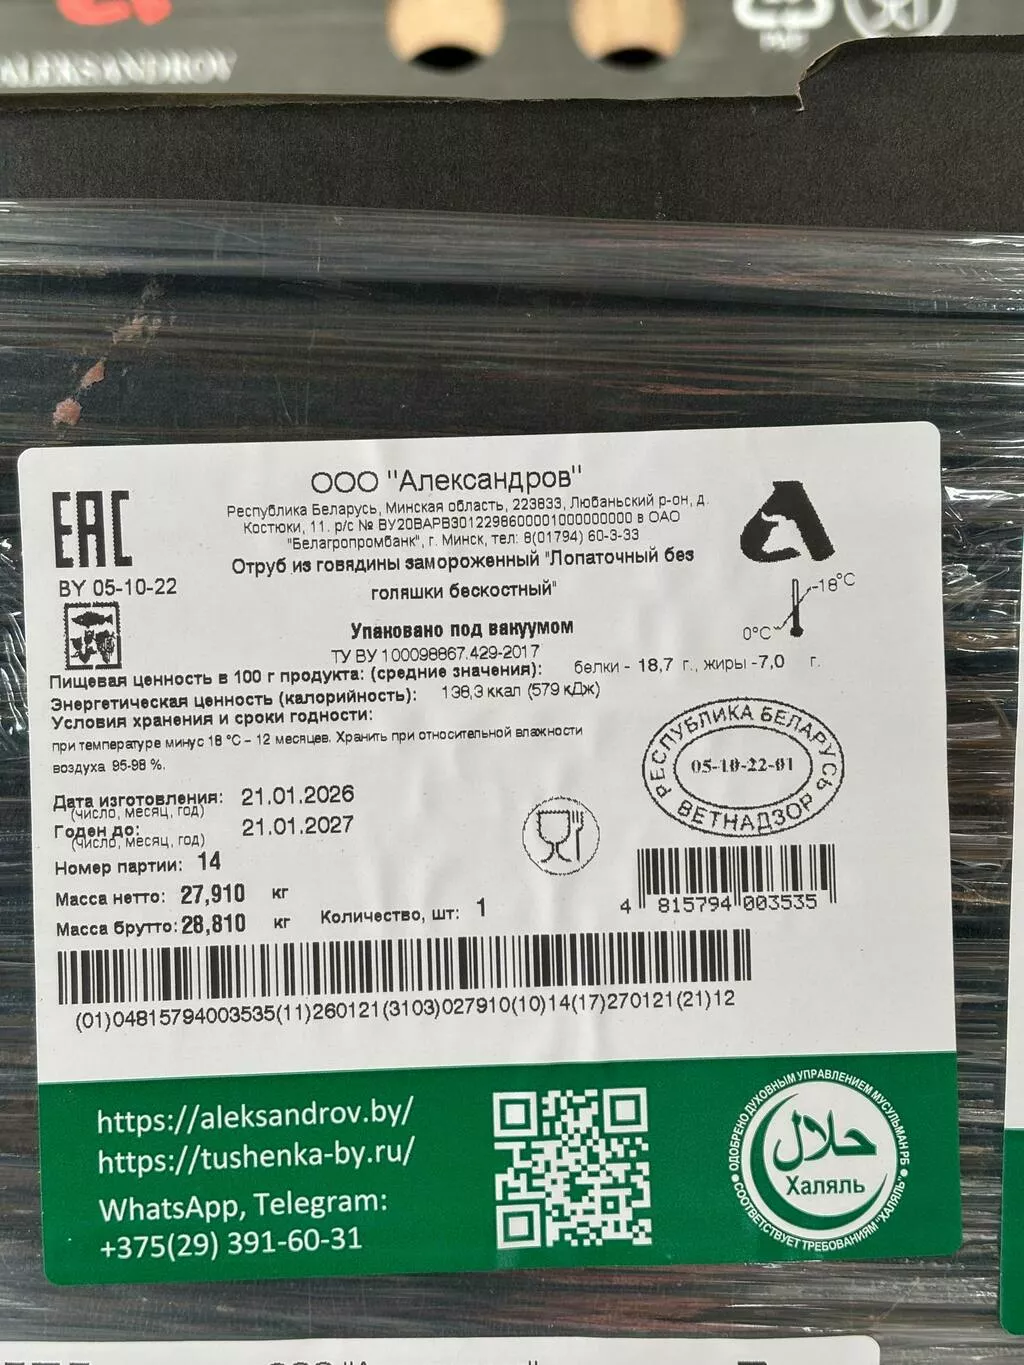 ALEKSANDROV
ООО "Александров"
Республика Беларусь, Минская область, 223833, Любаньский р-он, д.
Костюки, 11. р/с № BY20BAPB30122986000010000000000 в ОАО
"Белагропромбанк", г. Минск, тел: 8(01794) 60-3-33
Отруб из говядины замороженный "Лопаточный без
голяшки бескостный"
Упаковано под вакуумом
ТУ BY 100098867.429-2017
EAC
BY 05-10-22
-18°C
0°C
Пищевая ценность в 100 г продукта: (средние значения): белки - 18,7 г., жиры -7,0 г.
Энергетическая ценность (калорийность): 138,3 ккал (579 кДж)
Условия хранения и сроки годности:
при температуре минус 18 °C – 12 месяцев. Хранить при относительной влажности
воздуха 95-98 %.
РЕСПУБЛИКА БЕЛАРУСЬ
05-10-22-01
ВЕТНАДЗОР
Дата изготовления: 21.01.2026
(число, месяц, год)
Годен до: 21.01.2027
(число, месяц, год)
Номер партии: 14
Масса нетто: 27,910 кг
Масса брутто: 28,810 кг
Количество, шт: 1
4 815794 003535
(01)04815794003535(11)260121(3103)027910(10)14(17)270121(21)12
https://aleksandrov.by/
https://tushenka-by.ru/
WhatsApp, Telegram:
+375(29) 391-60-31
ОДОБРЕНО ДУХОВНЫМ УПРАВЛЕНИЕМ МУСУЛЬМАН РБ
حلال
Халяль
СООТВЕТСТВУЕТ ТРЕБОВАНИЯМ "ХАЛЯЛЬ"